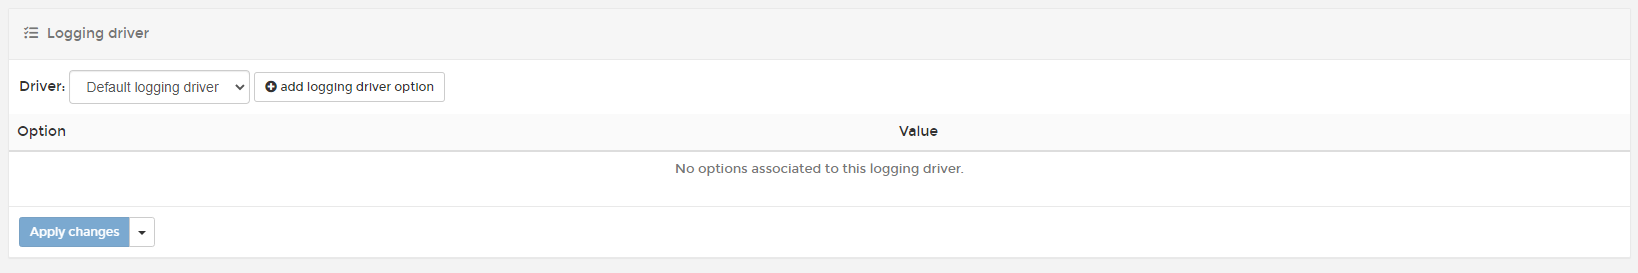 Logging driver
Driver: Default logging driver add logging driver option
Option Value
No options associated to this logging driver.
Apply changes